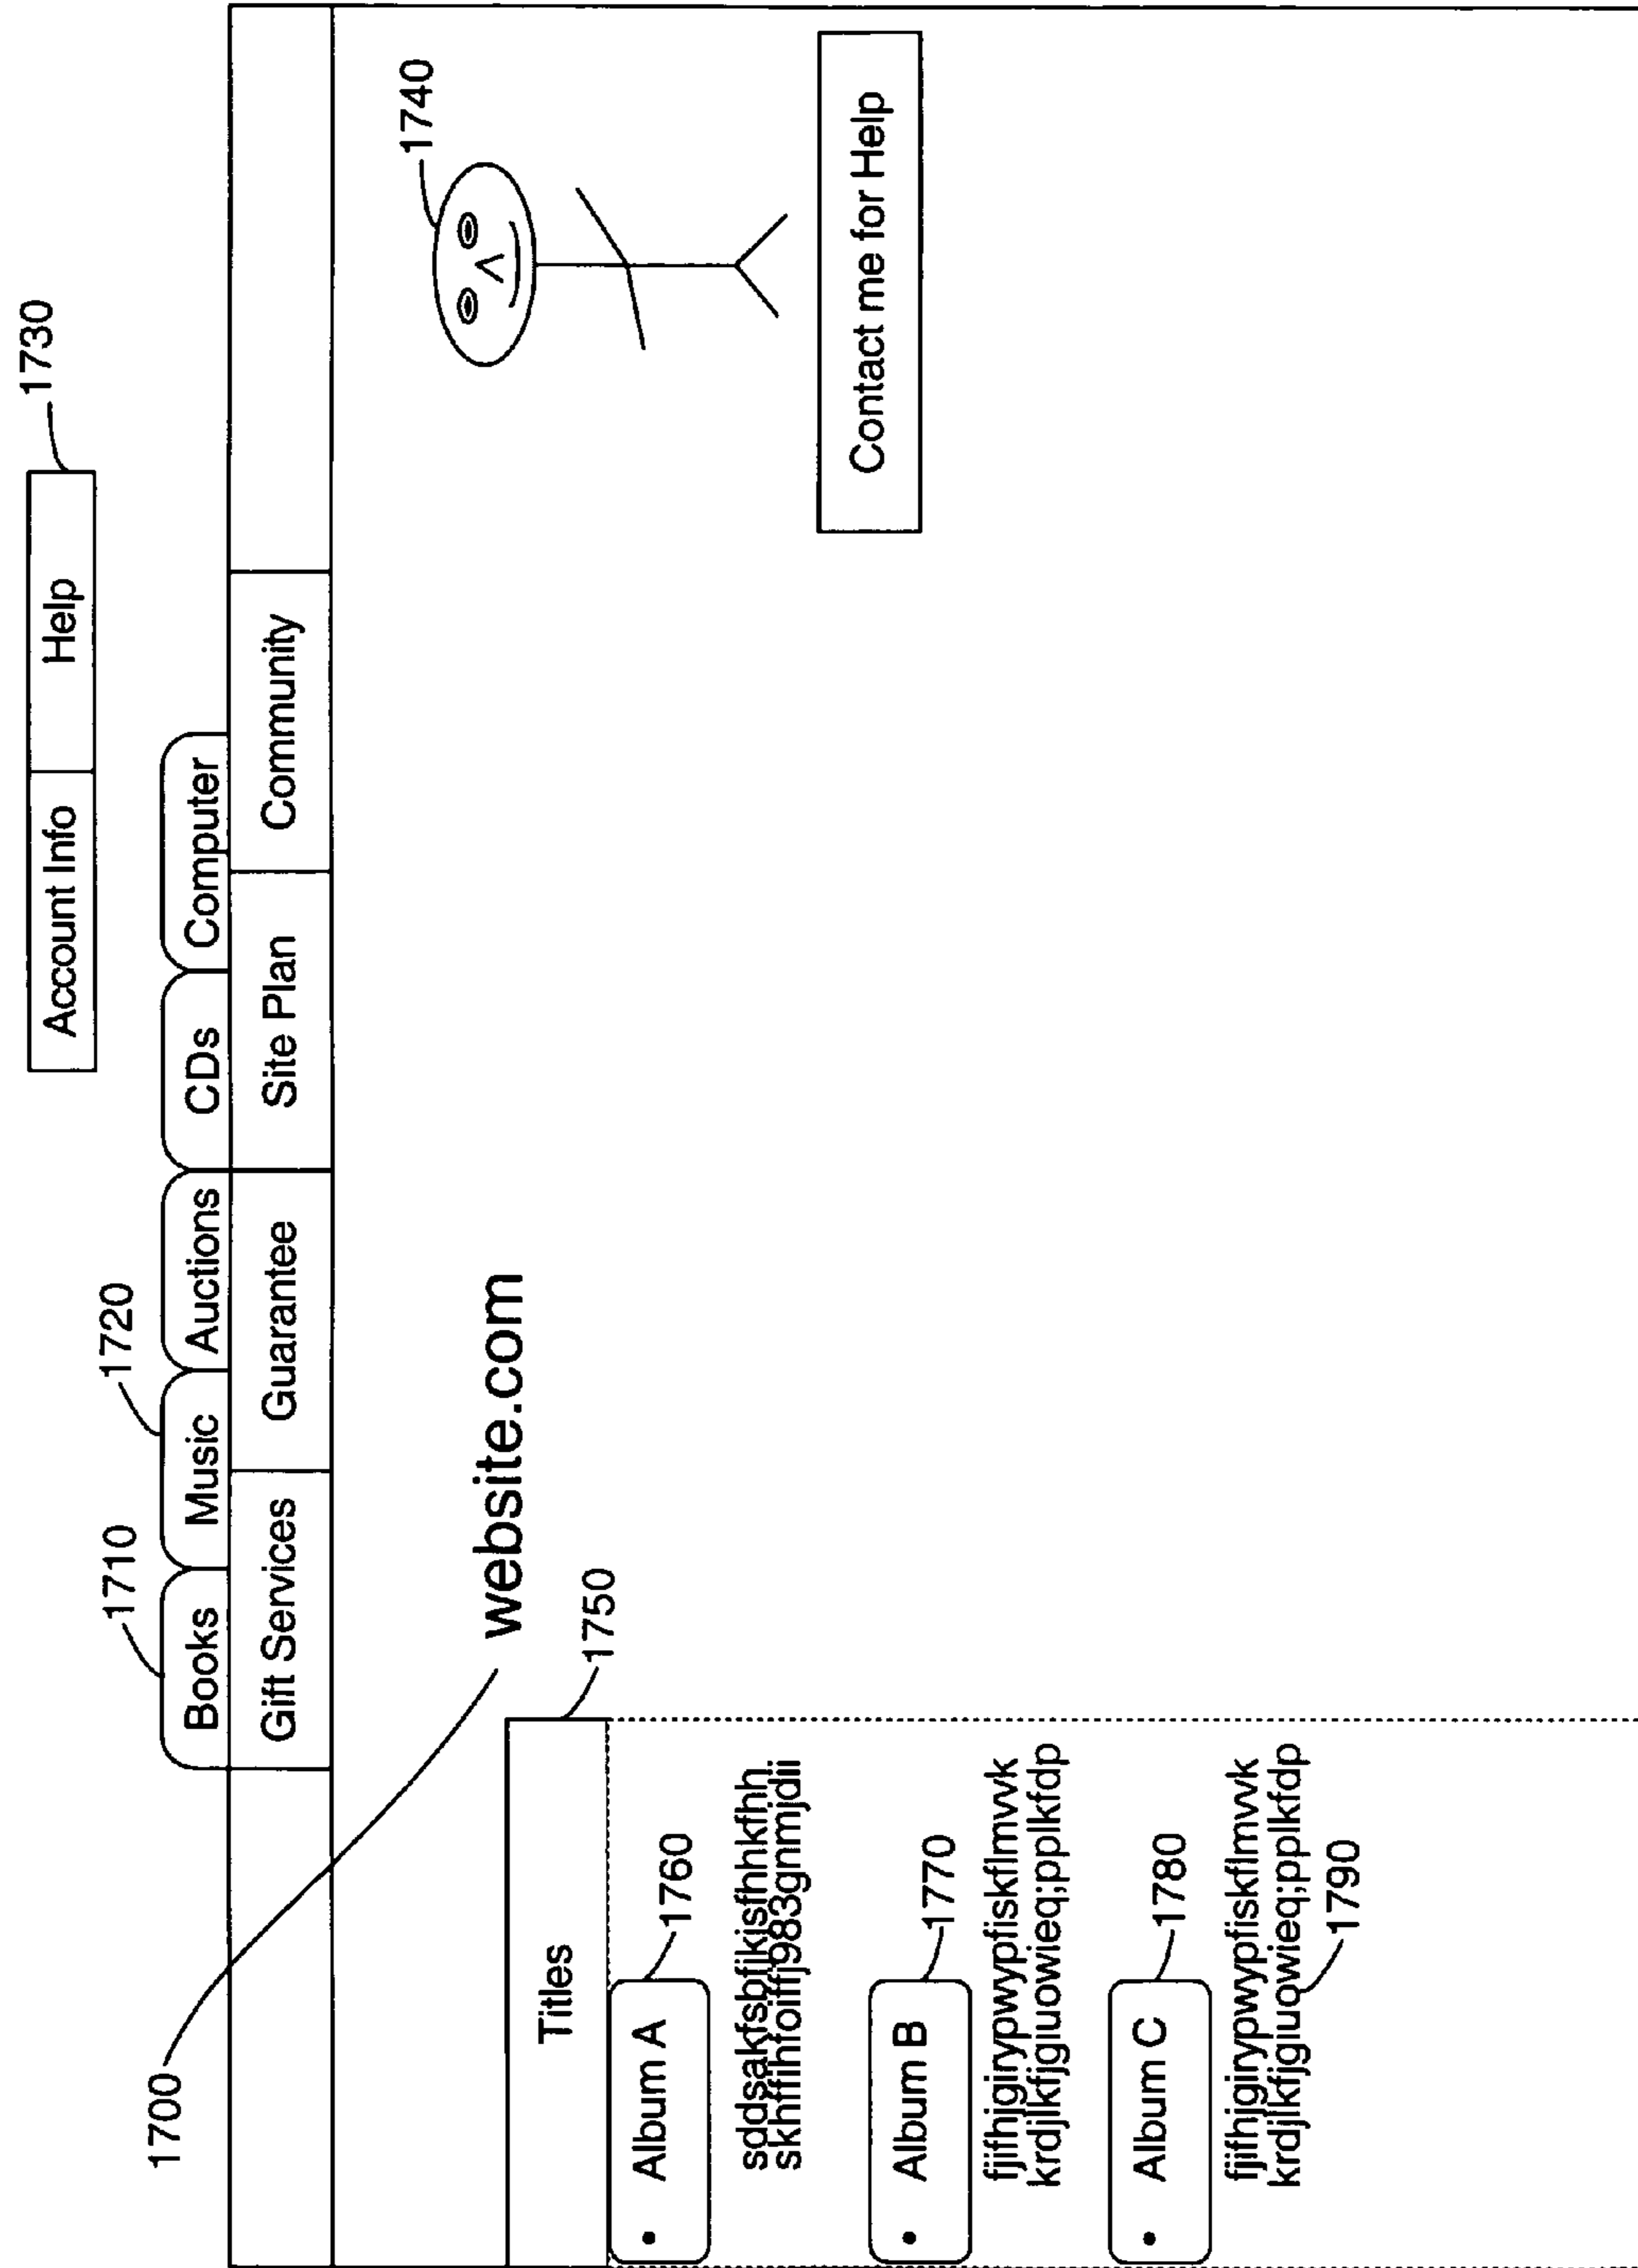 1730
Account Info Help
1710 1720
1700
Books Music Auctions CDs Computer
Gift Services Guarantee Site Plan Community
1740
website.com
1750
Titles
Album A 1760
Contact me for Help
Album B 1770
fjifhjgirypwypfiskflmvvk
krdjlkfjgiuowieq;pplkfdp
Album C 1780
fjifhjgirypwypfiskflmvvk
krdjlkfjgiuowieq;pplkfdp
1790